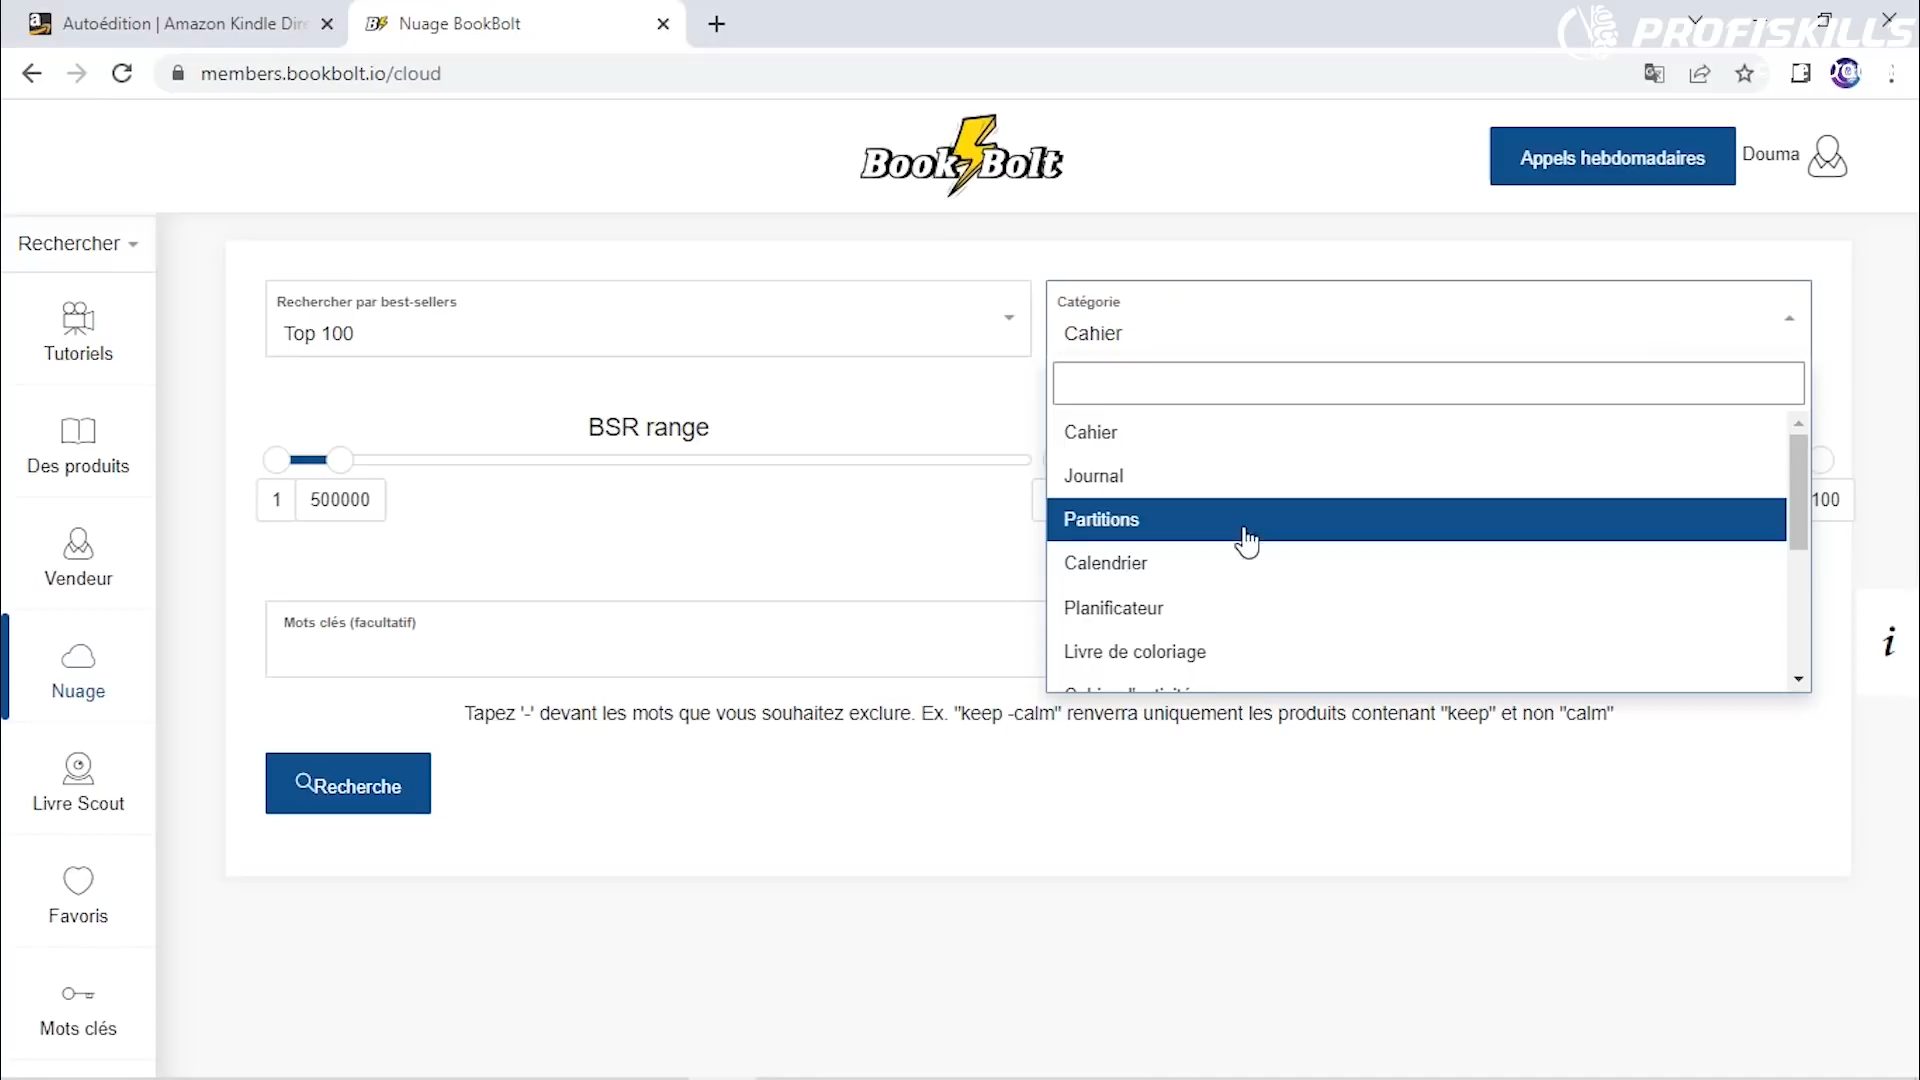 Autoédition | Amazon Kindle Dire
Nuage BookBolt
PROFISKILLS
members.bookbolt.io/cloud
Book Bolt
Appels hebdomadaires
Douma
Rechercher
Tutoriels
Des produits
Vendeur
Nuage
Livre Scout
Favoris
Mots clés
Rechercher par best-sellers
Top 100
Catégorie
Cahier
BSR range
1
500000
100
Cahier
Journal
Partitions
Calendrier
Planificateur
Livre de coloriage
Mots clés (facultatif)
Tapez '-' devant les mots que vous souhaitez exclure. Ex. "keep -calm" renverra uniquement les produits contenant "keep" et non "calm"
Recherche
i